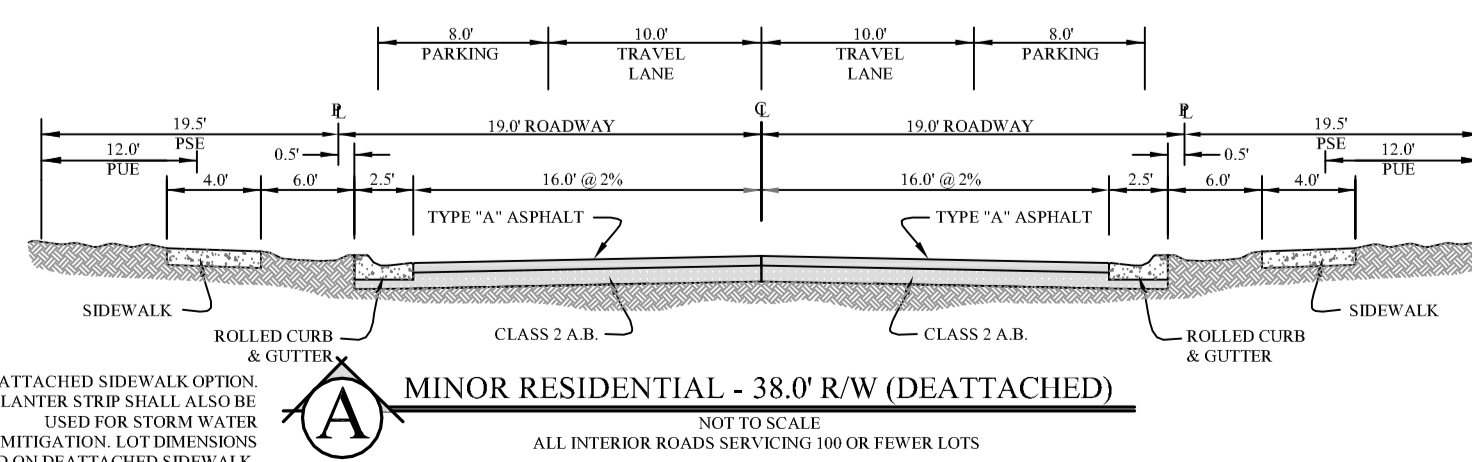 8.0' 10.0' 10.0' 8.0'
PARKING TRAVEL TRAVEL PARKING
LANE LANE
PL CL PL
19.5' 19.0' ROADWAY 19.0' ROADWAY 19.5'
PSE PSE
12.0' 0.5' 0.5' 12.0'
PUE PUE
4.0' 6.0' 2.5' 16.0' @ 2% 16.0' @ 2% 2.5' 6.0' 4.0'
TYPE "A" ASPHALT TYPE "A" ASPHALT
SIDEWALK SIDEWALK
ROLLED CURB CLASS 2 A.B. CLASS 2 A.B. ROLLED CURB
& GUTTER & GUTTER
ATTACHED SIDEWALK OPTION.
LANTER STRIP SHALL ALSO BE
USED FOR STORM WATER
MITIGATION. LOT DIMENSIONS
D ON DEATTACHED SIDEWALK.
A
MINOR RESIDENTIAL - 38.0' R/W (DEATTACHED)
NOT TO SCALE
ALL INTERIOR ROADS SERVICING 100 OR FEWER LOTS